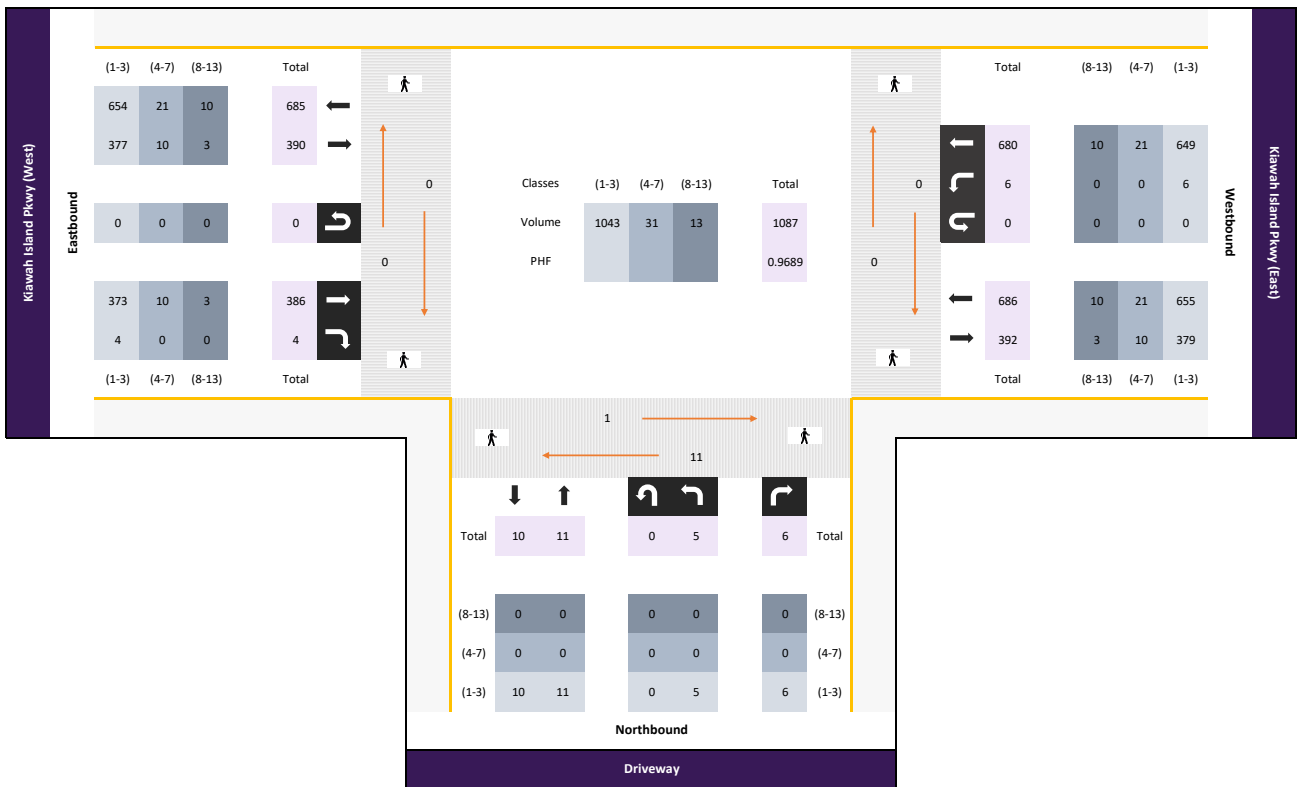 (1-3) (4-7) (8-13) Total
Total (8-13) (4-7) (1-3)
654 21 10 685
377 10 3 390
0
0
Classes (1-3) (4-7) (8-13) Total
Volume 1043 31 13 1087
PHF 0.9689
0
0
680 10 21 649
6 0 0 6
0 0 0 0
0 0 0 0
373 10 3 386
4 0 0 4
(1-3) (4-7) (8-13) Total
686 10 21 655
392 3 10 379
Total (8-13) (4-7) (1-3)
Kiawah Island Pkwy (West)
Eastbound
Westbound
Kiawah Island Pkwy (East)
1
11
Total 10 11 0 5 6 Total
(8-13) 0 0 0 0 0 (8-13)
(4-7) 0 0 0 0 0 (4-7)
(1-3) 10 11 0 5 6 (1-3)
Northbound
Driveway